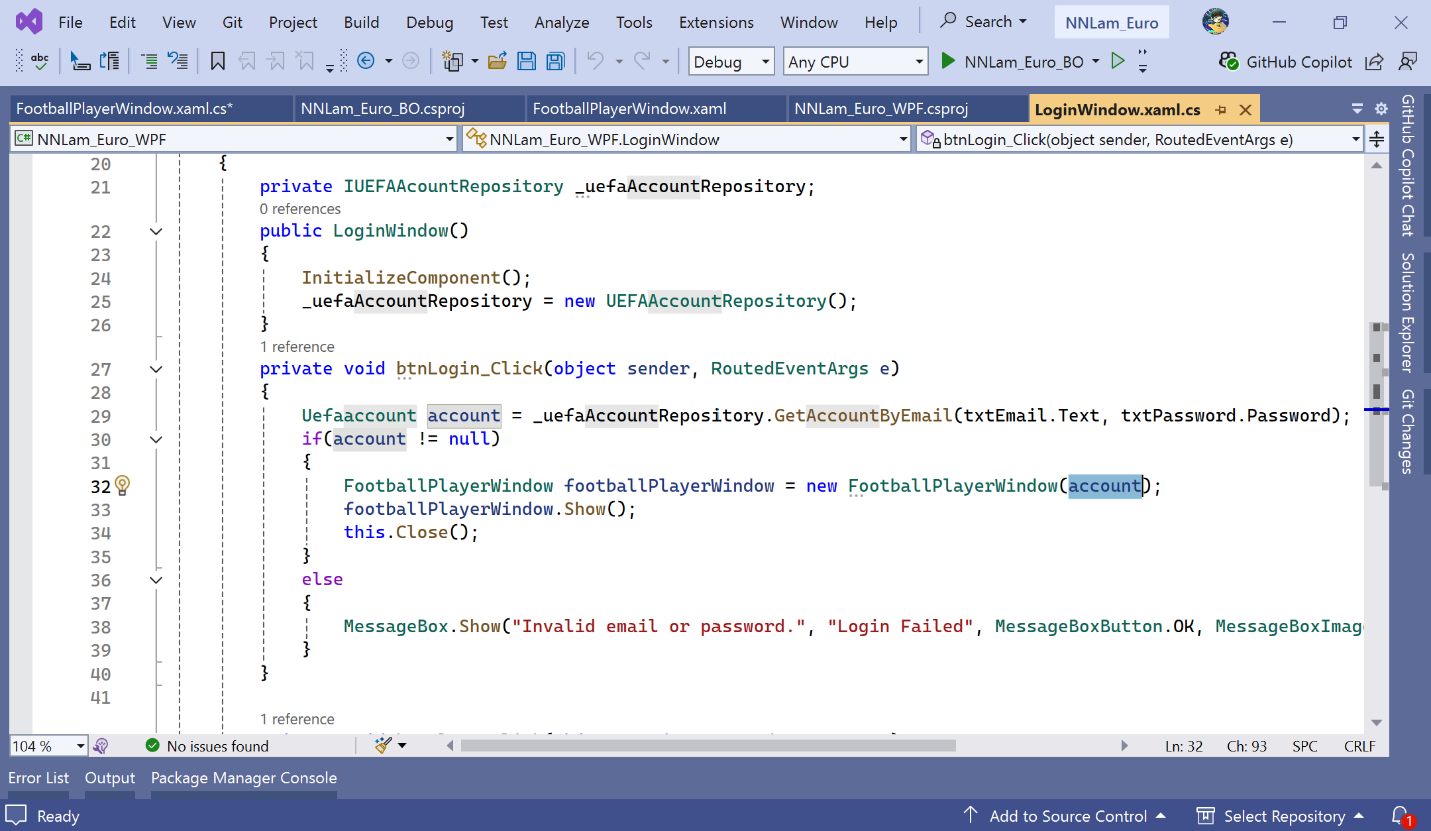 File Edit View Git Project Build Debug Test Analyze Tools Extensions Window Help Search NNLam_Euro
abc Debug Any CPU NNLam_Euro_BO GitHub Copilot
FootballPlayerWindow.xaml.cs* NNLam_Euro_BO.csproj FootballPlayerWindow.xaml NNLam_Euro_WPF.csproj LoginWindow.xaml.cs
C# NNLam_Euro_WPF NNLam_Euro_WPF.LoginWindow btnLogin_Click(object sender, RoutedEventArgs e)
20 {
21 private IUEFAAcountRepository _uefaAccountRepository;
0 references
22 public LoginWindow()
23 {
24 InitializeComponent();
25 _uefaAccountRepository = new UEFAAccountRepository();
26 }
1 reference
27 private void btnLogin_Click(object sender, RoutedEventArgs e)
28 {
29 Uefaaccount account = _uefaAccountRepository.GetAccountByEmail(txtEmail.Text, txtPassword.Password);
30 if(account != null)
31 {
32 FootballPlayerWindow footballPlayerWindow = new FootballPlayerWindow(account);
33 footballPlayerWindow.Show();
34 this.Close();
35 }
36 else
37 {
38 MessageBox.Show("Invalid email or password.", "Login Failed", MessageBoxButton.OK, MessageBoxImag
39 }
40 }
41
1 reference
104 % No issues found Ln: 32 Ch: 93 SPC CRLF
Error List Output Package Manager Console
Ready Add to Source Control Select Repository 1
GitHub Copilot Chat
Solution Explorer
Git Changes